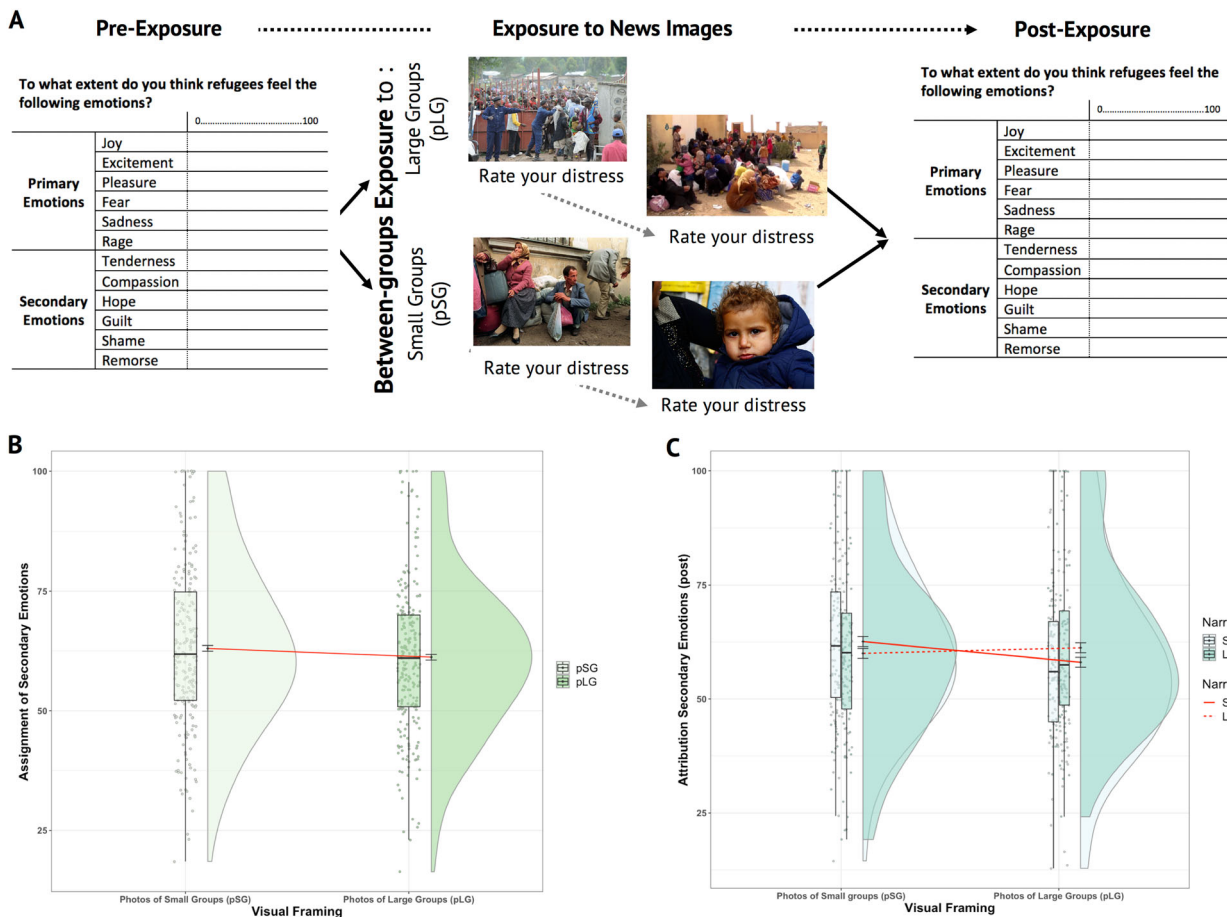 A
Pre-Exposure
Exposure to News Images
Post-Exposure
To what extent do you think refugees feel the
following emotions?
0.................................100
Primary
Emotions
Joy
Excitement
Pleasure
Fear
Sadness
Rage
Secondary
Emotions
Tenderness
Compassion
Hope
Guilt
Shame
Remorse
Between-groups Exposure to :
Large Groups
(pLG)
Small Groups
(pSG)
Rate your distress
Rate your distress
Rate your distress
Rate your distress
To what extent do you think refugees feel the
following emotions?
0.................................100
Primary
Emotions
Joy
Excitement
Pleasure
Fear
Sadness
Rage
Secondary
Emotions
Tenderness
Compassion
Hope
Guilt
Shame
Remorse
B
Assignment of Secondary Emotions
100
75
50
25
Photos of Small Groups (pSG)
Photos of Large Groups (pLG)
Visual Framing
pSG
pLG
C
Attribution Secondary Emotions (post)
100
75
50
25
Photos of Small groups (pSG)
Photos of Large Groups (pLG)
Visual Framing
Narr
S
L
Narr
S
L